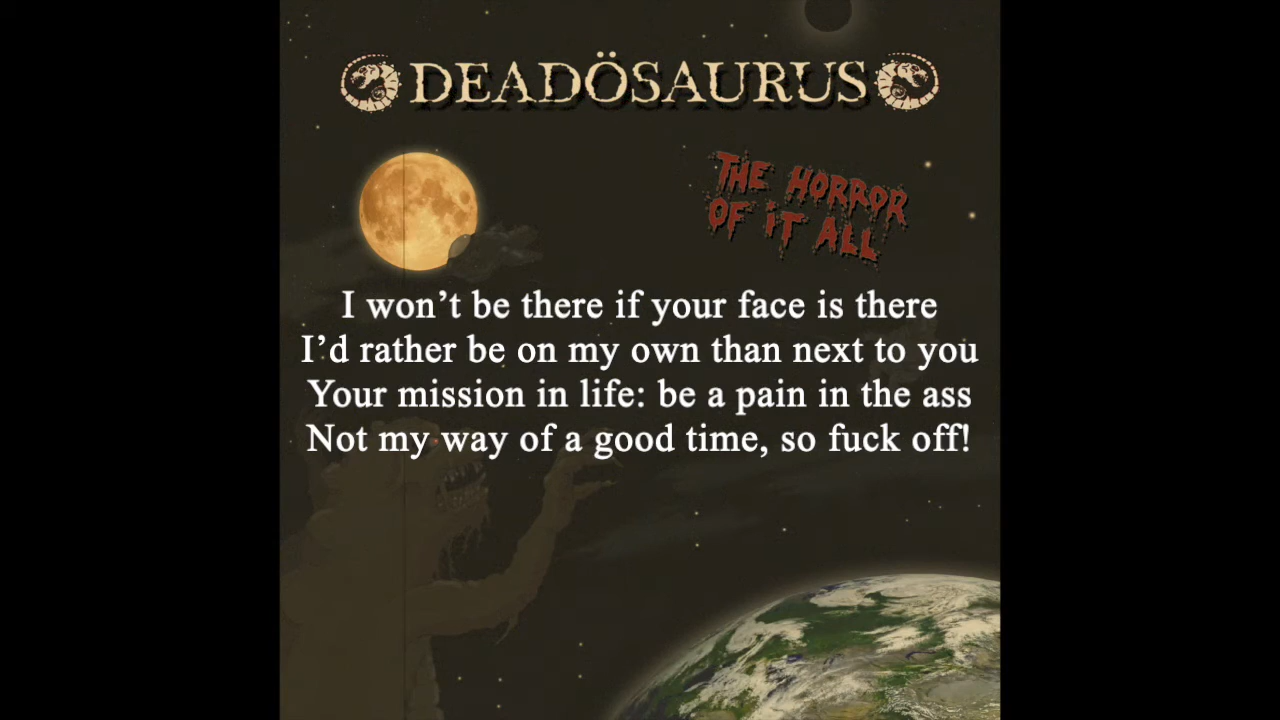 DEADÖSAURUS
THE HORROR
OF IT ALL
I won’t be there if your face is there
I’d rather be on my own than next to you
Your mission in life: be a pain in the ass
Not my way of a good time, so fuck off!